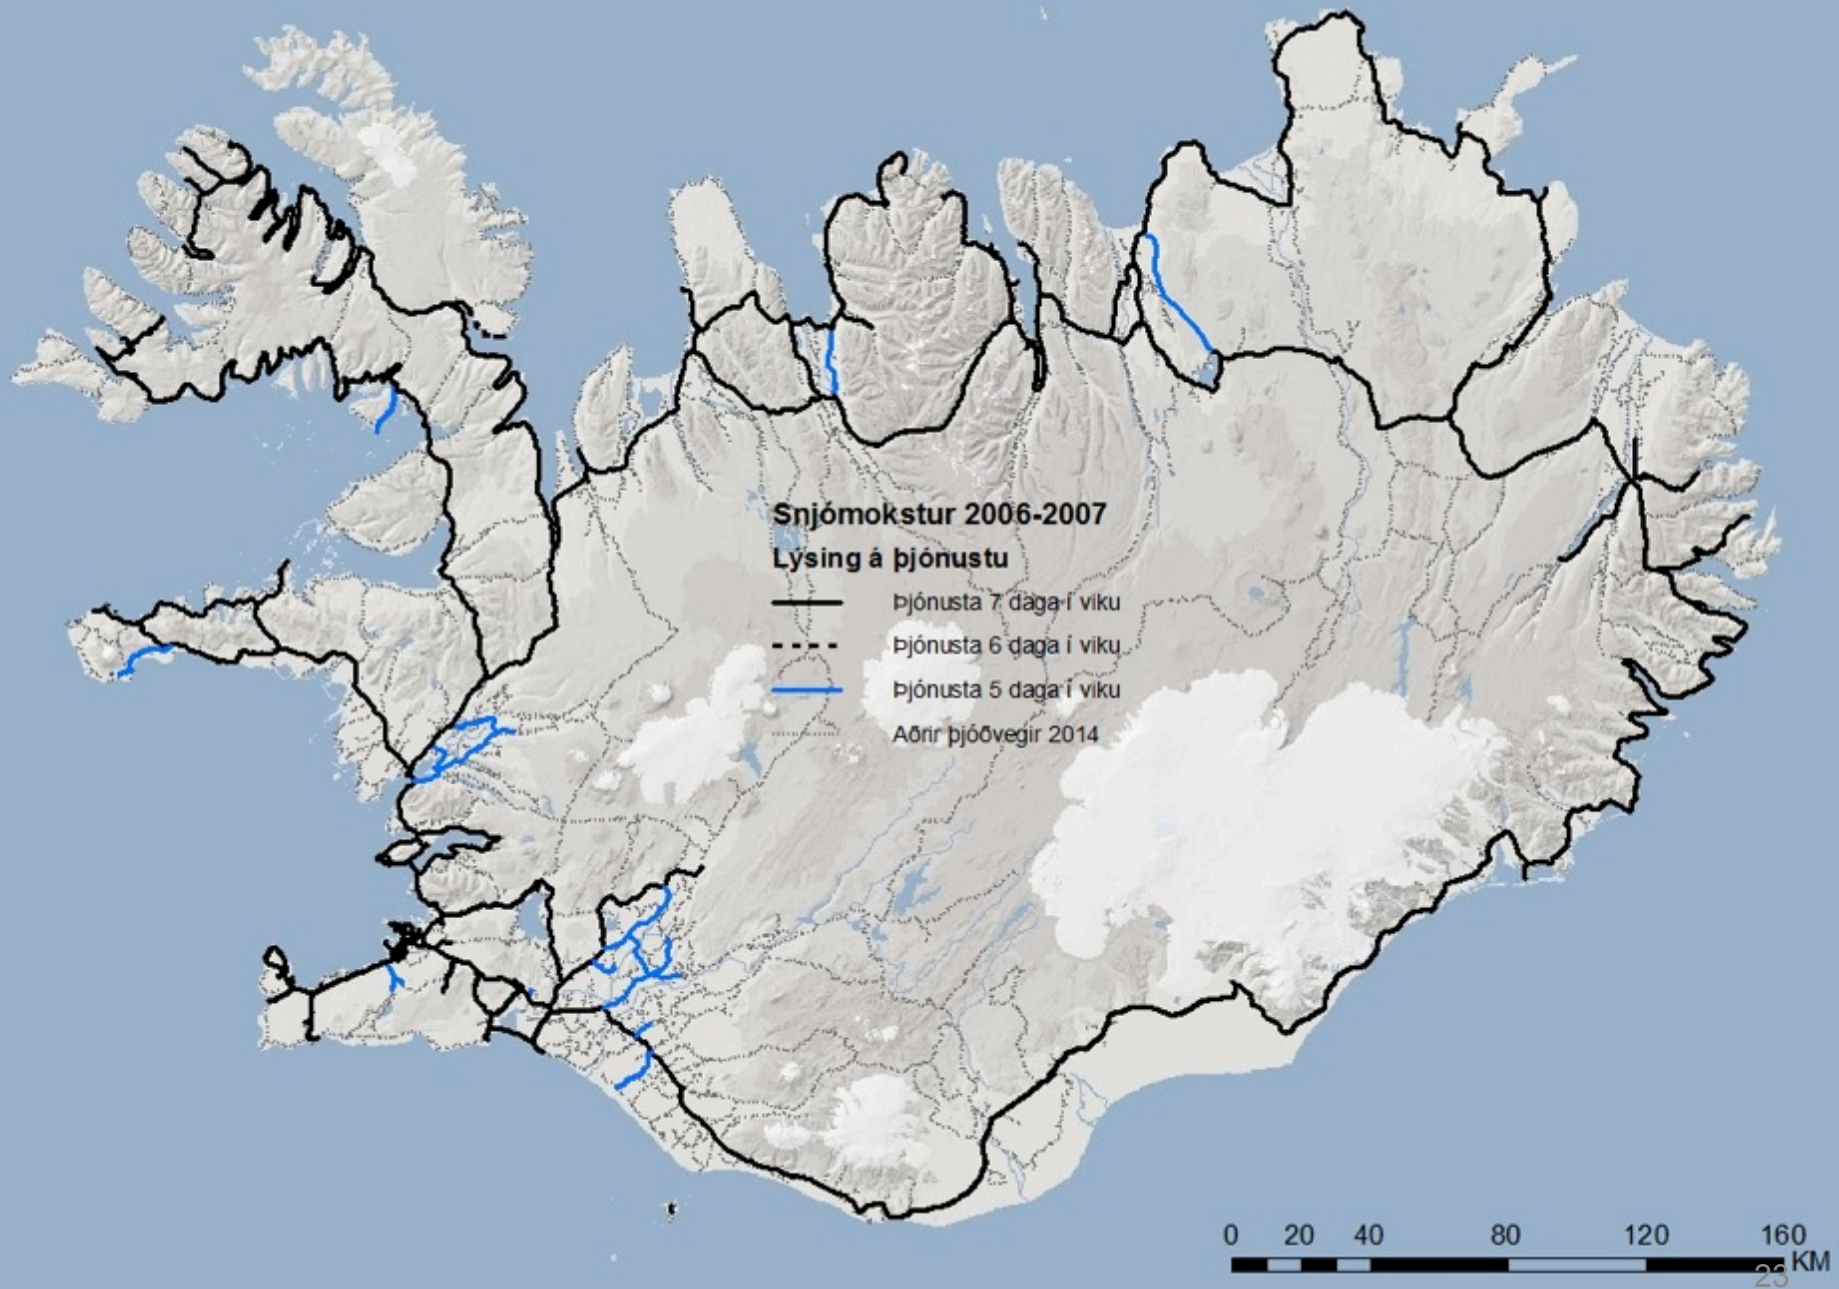 Snjómokstur 2006-2007
Lýsing á þjónustu
Þjónusta 7 daga í viku
Þjónusta 6 daga í viku
Þjónusta 5 daga í viku
Aðrir þjóðvegir 2014
0 20 40 80 120 160
KM
23